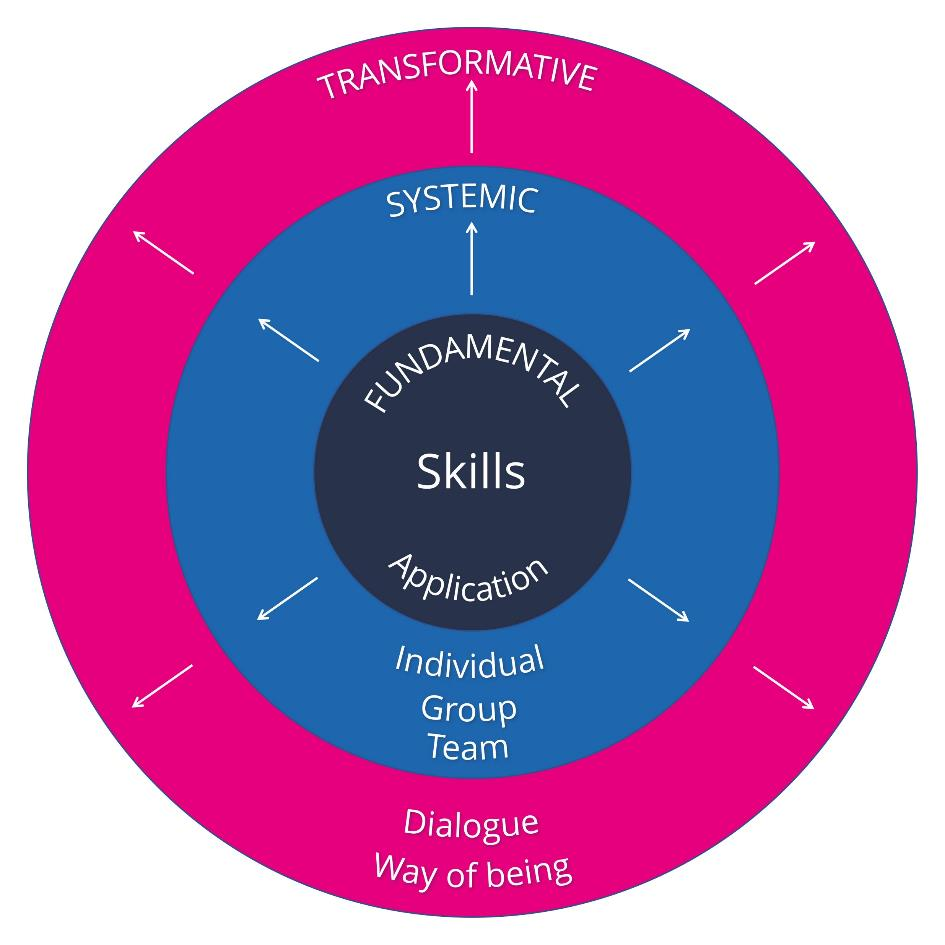 TRANSFORMATIVE
SYSTEMIC
FUNDAMENTAL
Skills
Application
Individual
Group
Team
Dialogue
Way of being